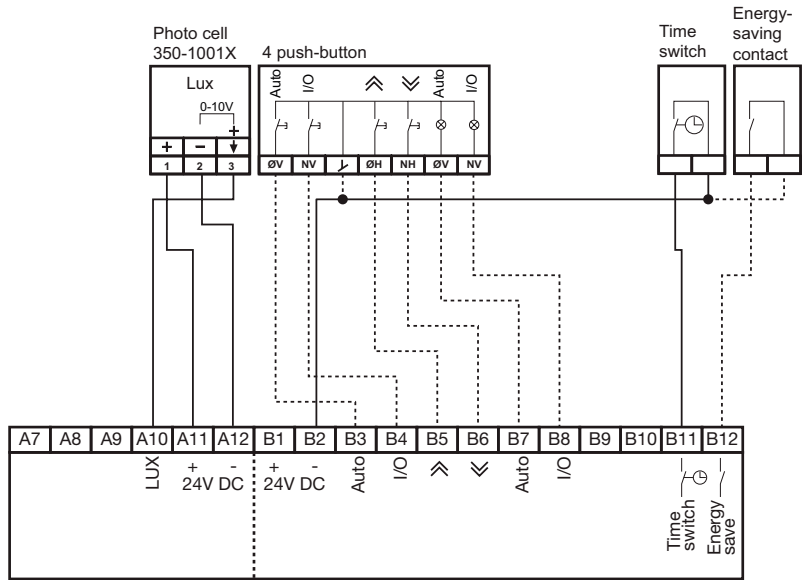 Photo cell
350-1001X
4 push-button
Time
switch
Energy-
saving
contact
Lux
0-10V
+
+ −
1 2 3
Auto I/O Auto I/O
ØV NV ØH NH ØV NV
A7 A8 A9 A10 A11 A12 B1 B2 B3 B4 B5 B6 B7 B8 B9 B10 B11 B12
LUX
+ -
24V DC
+ -
24V DC
Auto
I/O
Auto
I/O
Time
switch
Energy
save